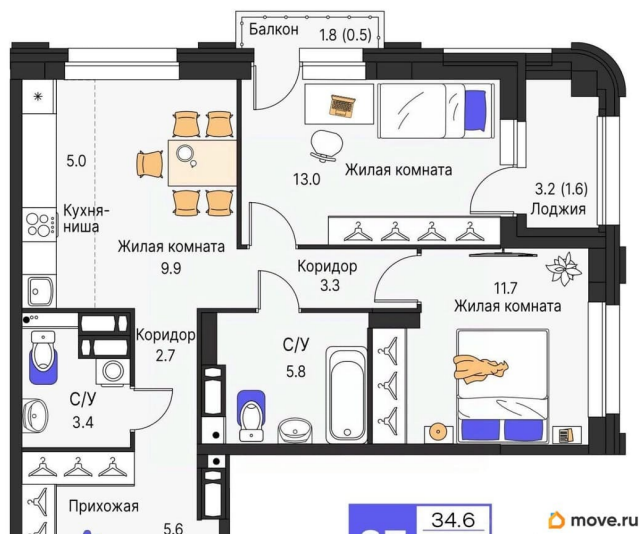 Балкон
1.8 (0.5)
5.0
Кухня-
ниша
Жилая комната
9.9
13.0
Жилая комната
3.2 (1.6)
Лоджия
Коридор
3.3
11.7
Жилая комната
Коридор
2.7
С/У
5.8
С/У
3.4
Прихожая
5.6
34.6
move.ru